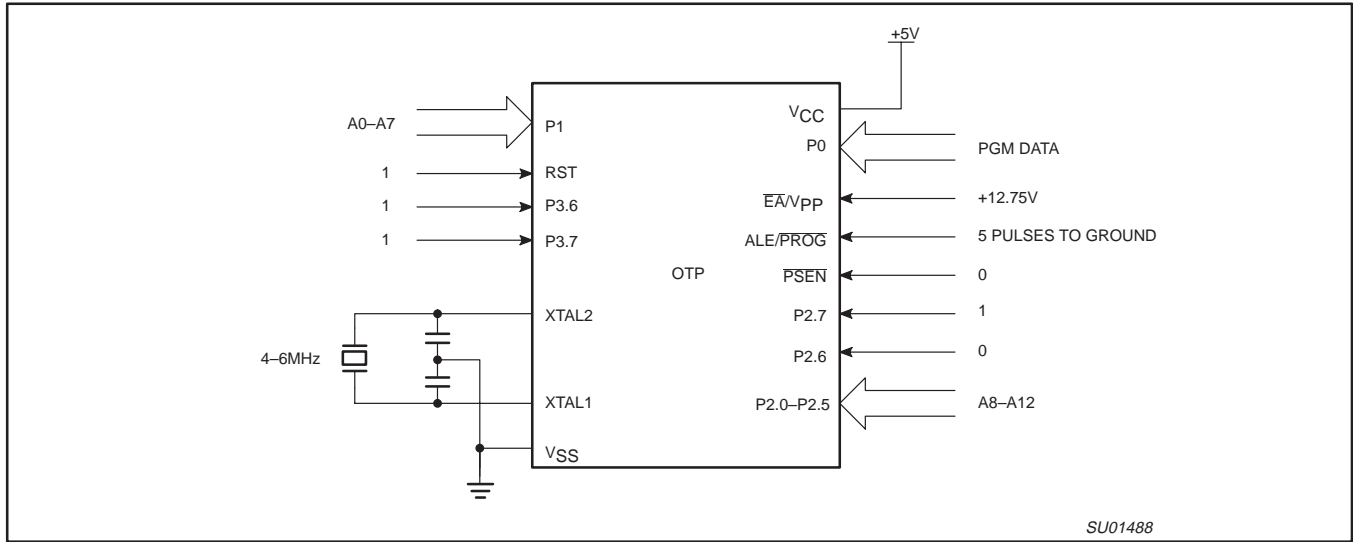 +5V
A0–A7
P1
VCC
P0
PGM DATA
1
RST
EA/VPP
+12.75V
1
P3.6
1
P3.7
ALE/PROG
5 PULSES TO GROUND
OTP
PSEN
0
XTAL2
P2.7
1
4–6MHz
P2.6
0
XTAL1
P2.0–P2.5
A8–A12
VSS
SU01488